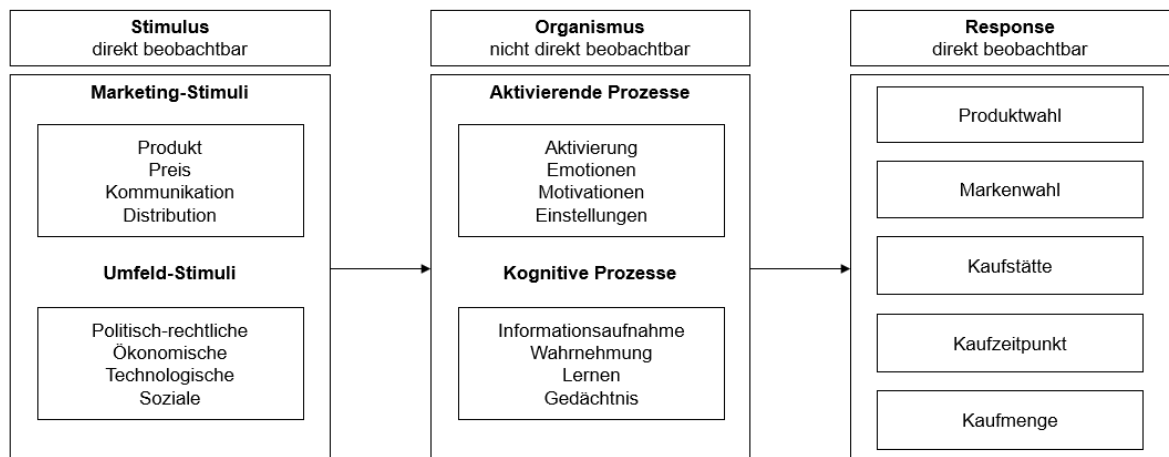 Stimulus
direkt beobachtbar
Organismus
nicht direkt beobachtbar
Response
direkt beobachtbar
Marketing-Stimuli
Produkt
Preis
Kommunikation
Distribution
Umfeld-Stimuli
Politisch-rechtliche
Ökonomische
Technologische
Soziale
Aktivierende Prozesse
Aktivierung
Emotionen
Motivationen
Einstellungen
Kognitive Prozesse
Informationsaufnahme
Wahrnehmung
Lernen
Gedächtnis
Produktwahl
Markenwahl
Kaufstätte
Kaufzeitpunkt
Kaufmenge